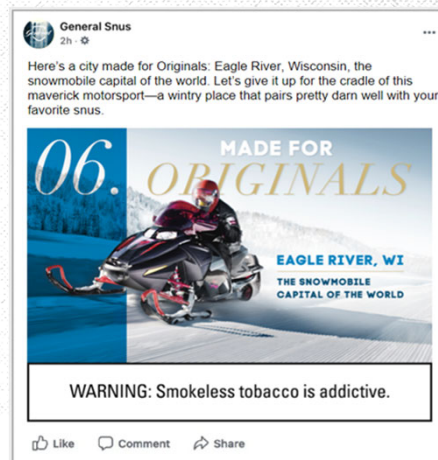 General Snus
2h ·
Here's a city made for Originals: Eagle River, Wisconsin, the
snowmobile capital of the world. Let's give it up for the cradle of this
maverick motorsport—a wintry place that pairs pretty darn well with your
favorite snus.
06.
MADE FOR
ORIGINALS
EAGLE RIVER, WI
THE SNOWMOBILE
CAPITAL OF THE WORLD
WARNING: Smokeless tobacco is addictive.
Like Comment Share